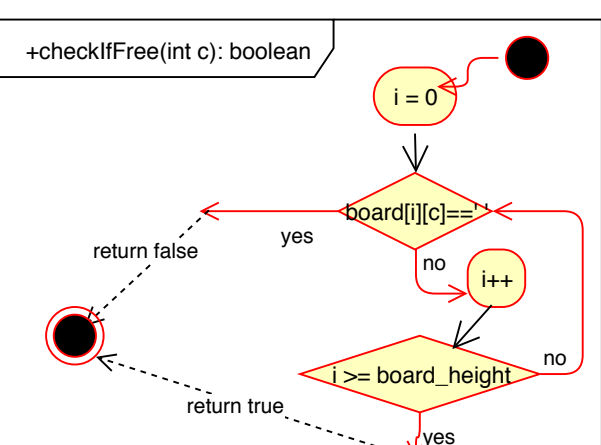 +checkIfFree(int c): boolean
i = 0
board[i][c]==' '
yes
return false
no
i++
i >= board_height
no
return true
yes